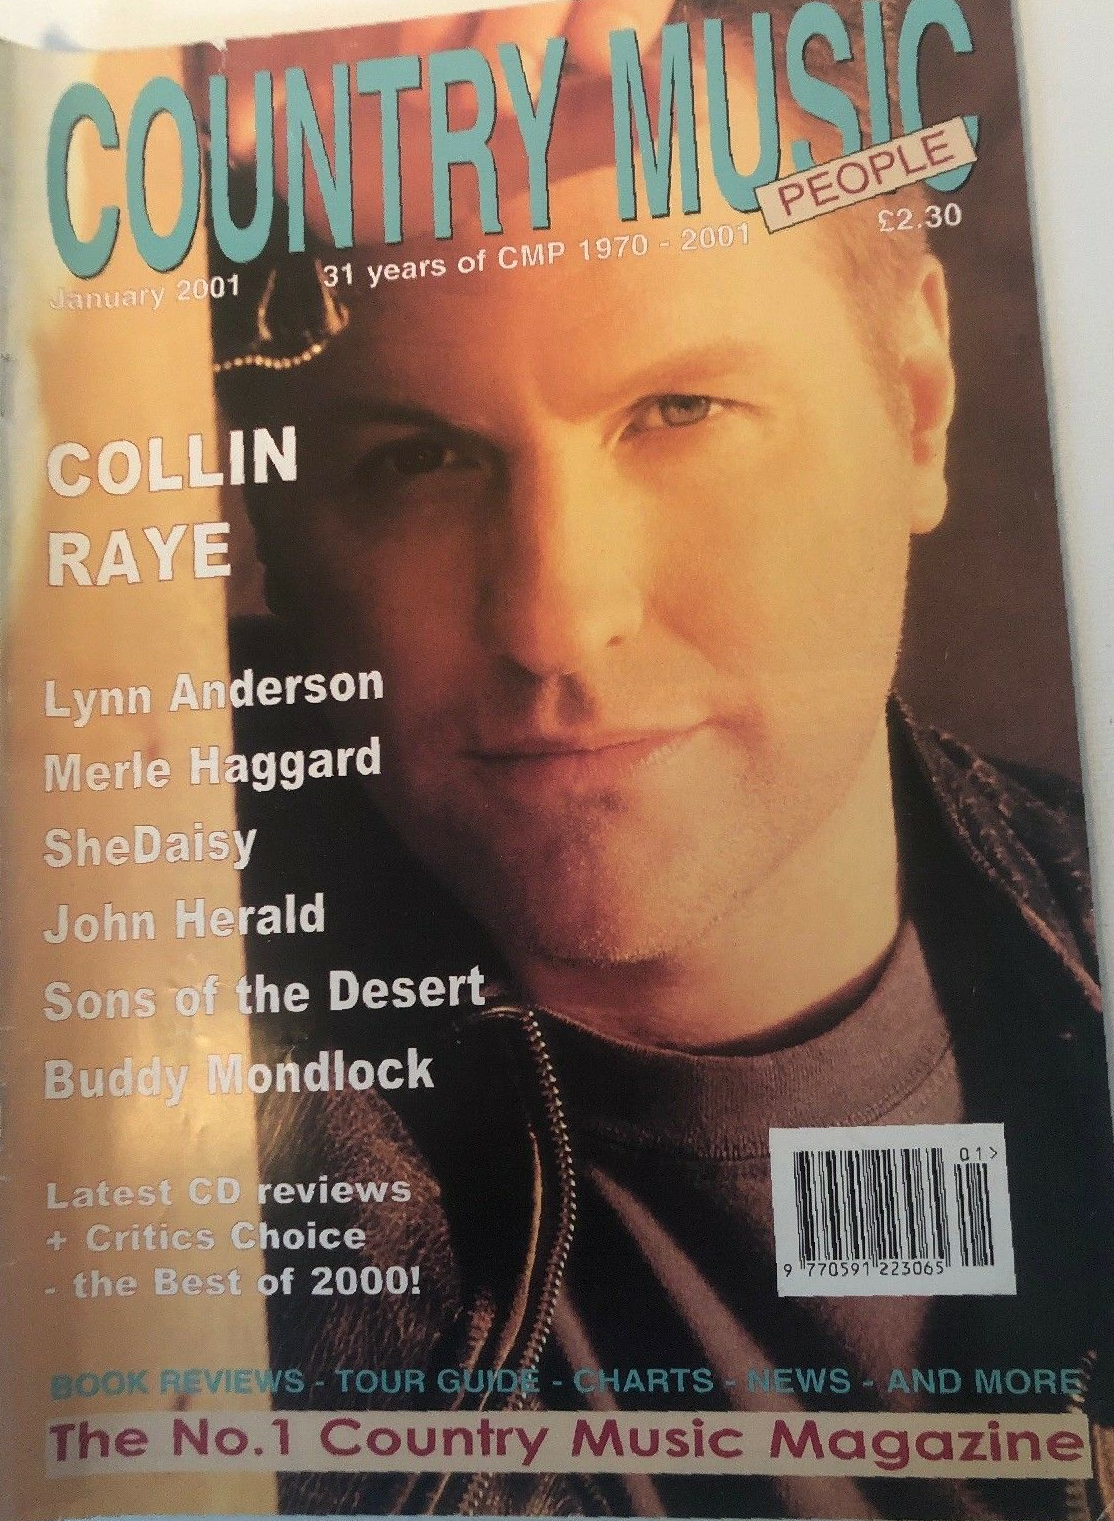 COUNTRY MUSIC
PEOPLE
£2.30
January 2001
31 years of CMP 1970 - 2001
COLLIN
RAYE
Lynn Anderson
Merle Haggard
SheDaisy
John Herald
Sons of the Desert
Buddy Mondlock
Latest CD reviews
+ Critics Choice
- the Best of 2000!
01>
9 770591 223065
BOOK REVIEWS - TOUR GUIDE - CHARTS - NEWS - AND MORE
The No.1 Country Music Magazine